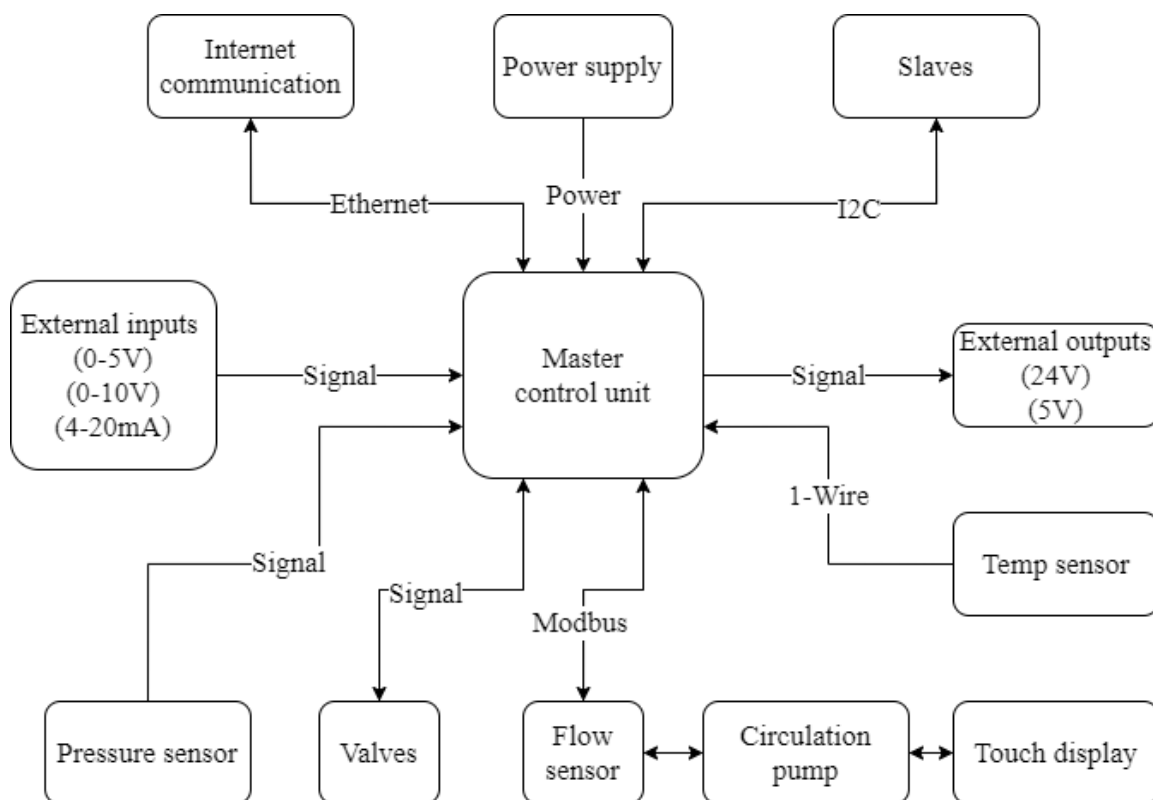 Internet
communication
Power supply
Slaves
Ethernet
Power
I2C
External inputs
(0-5V)
(0-10V)
(4-20mA)
Signal
Master
control unit
Signal
External outputs
(24V)
(5V)
1-Wire
Signal
Temp sensor
Signal
Modbus
Pressure sensor
Valves
Flow
sensor
Circulation
pump
Touch display